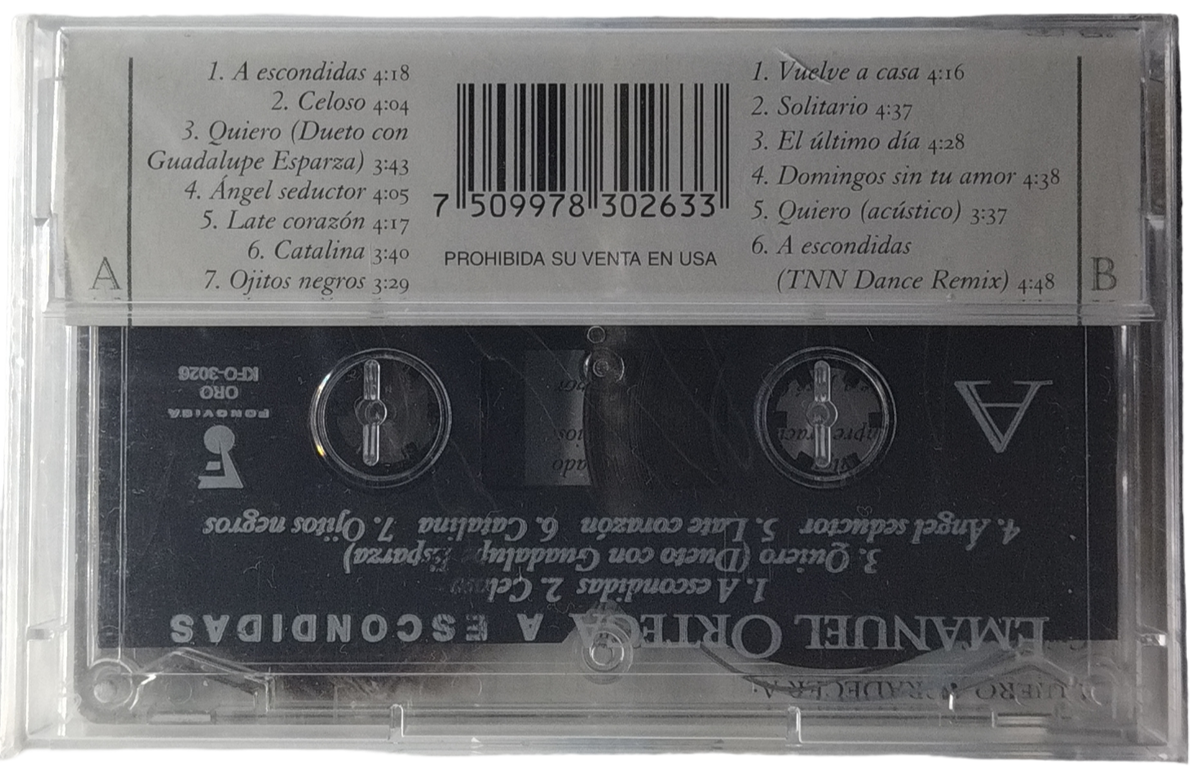 1. A escondidas 4:18
2. Celoso 4:04
3. Quiero (Dueto con
Guadalupe Esparza) 3:43
4. Ángel seductor 4:05
5. Late corazón 4:17
6. Catalina 3:40
7. Ojitos negros 3:29
A
7 509978 302633
PROHIBIDA SU VENTA EN USA
1. Vuelve a casa 4:16
2. Solitario 4:37
3. El último día 4:28
4. Domingos sin tu amor 4:38
5. Quiero (acústico) 3:37
6. A escondidas
(TNN Dance Remix) 4:48
B
EMANUEL ORTEGA A ESCONDIDAS
1. A escondidas 2. Celoso
3. Quiero (Dueto con Guadalupe Esparza)
4. Angel seductor 5. Late corazón 6. Catalina 7. Ojitos negros
A
FONOVISA
ORO
KFO-3026